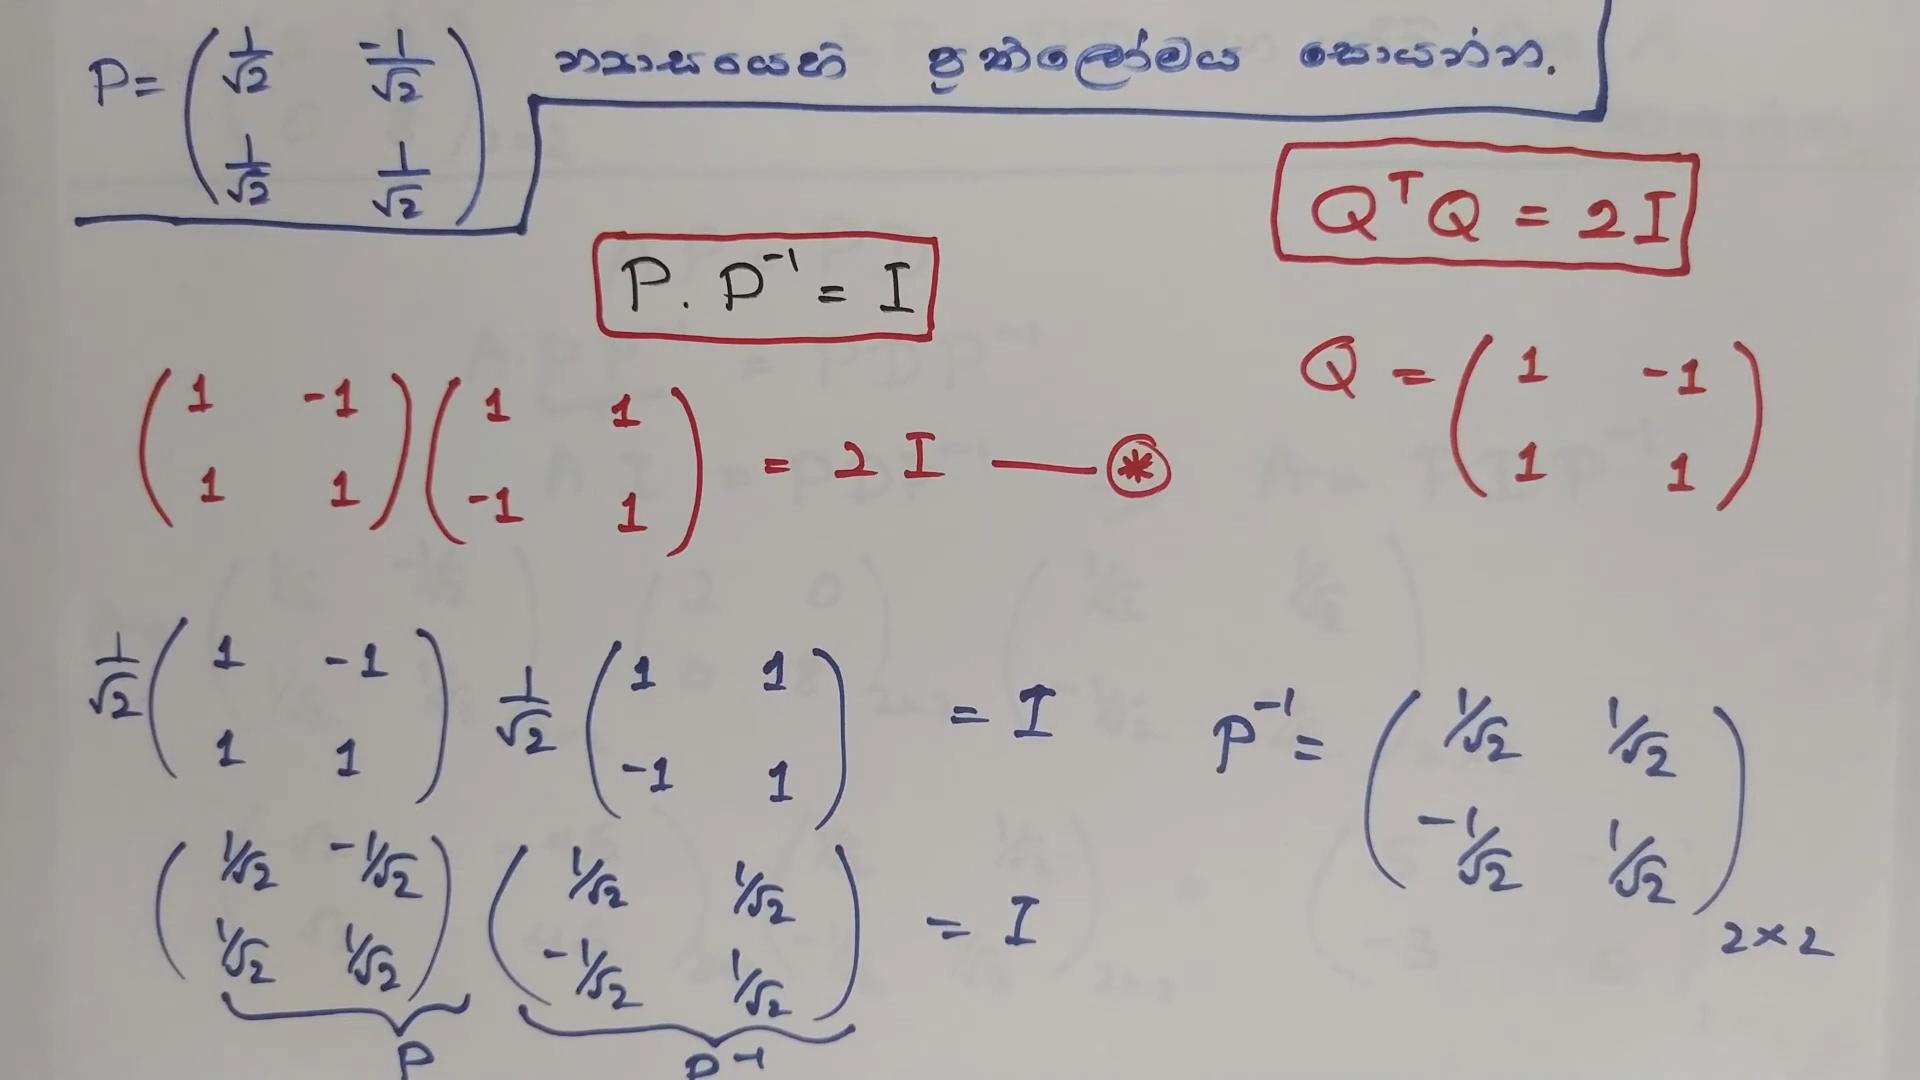 P = (1/√2 -1/√2 ; 1/√2 1/√2) න්‍යාසයෙහි ප්‍රතිලෝමය සොයන්න.
Qᵀ Q = 2I
P. P⁻¹ = I
Q = (1 -1 ; 1 1)
(1 -1 ; 1 1) (1 1 ; -1 1) = 2 I — ⊛
1/√2 (1 -1 ; 1 1) 1/√2 (1 1 ; -1 1) = I
P⁻¹ = (1/√2 1/√2 ; -1/√2 1/√2) 2×2
(1/√2 -1/√2 ; 1/√2 1/√2) (1/√2 1/√2 ; -1/√2 1/√2) = I
P P⁻¹